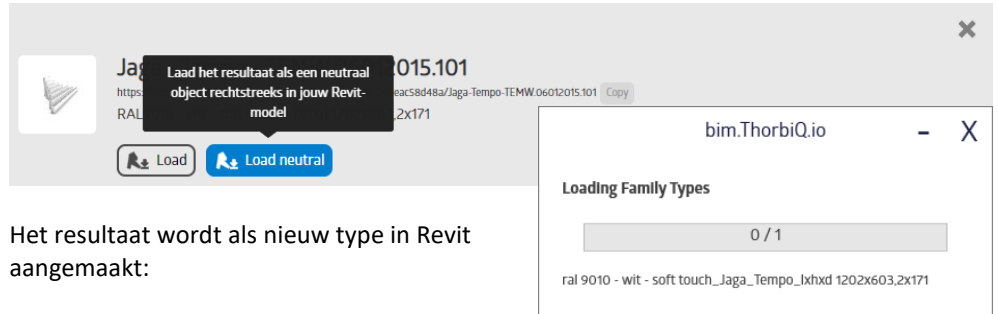 Jag
Laad het resultaat als een neutraal
object rechtstreeks in jouw Revit-
model
2015.101
https:
eac58d48a/Jaga-Tempo-TEMW.06012015.101 Copy
RAL
,2x171
Load
Load neutral
bim.ThorbiQ.io - X
Loading Family Types
0 / 1
ral 9010 - wit - soft touch_Jaga_Tempo_lxhxd 1202x603,2x171
Het resultaat wordt als nieuw type in Revit
aangemaakt: